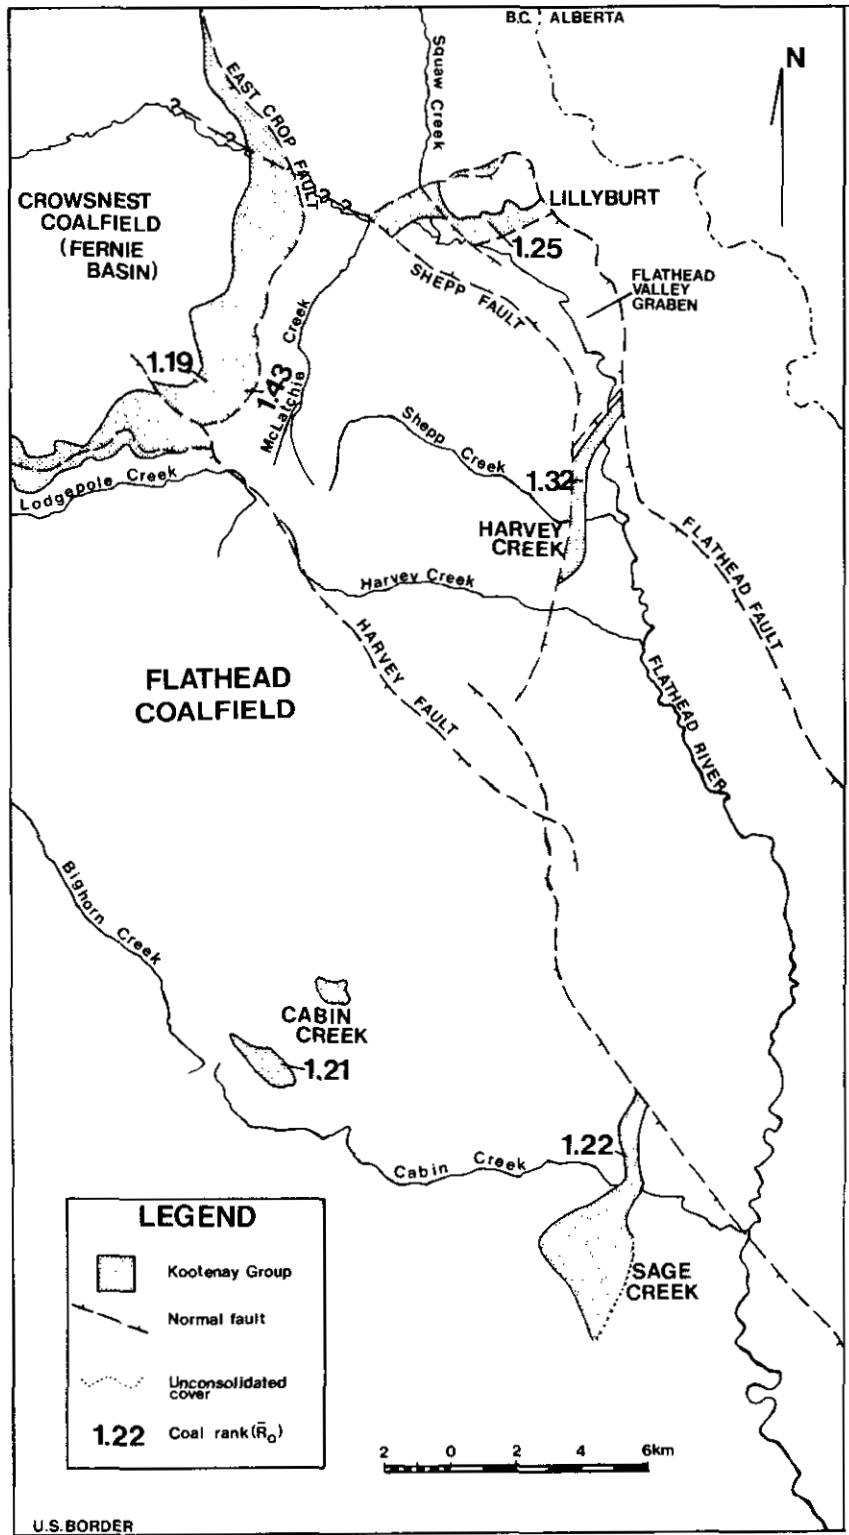 B.C. ALBERTA
N
EAST CROP FAULT
Squaw Creek
?
?
? ?
CROWSNEST
COALFIELD
(FERNIE
BASIN)
LILLYBURT
1.25
SHEPP FAULT
FLATHEAD
VALLEY
GRABEN
McLatchie Creek
1.19
1.43
Shepp Creek
1.32
Lodgepole Creek
HARVEY
CREEK
FLATHEAD FAULT
Harvey Creek
HARVEY FAULT
FLATHEAD RIVER
FLATHEAD
COALFIELD
Bighorn Creek
CABIN
CREEK
1.21
1.22
Cabin Creek
SAGE
CREEK
LEGEND
Kootenay Group
Normal fault
Unconsolidated
cover
1.22 Coal rank (R̄o)
2 0 2 4 6km
U.S. BORDER